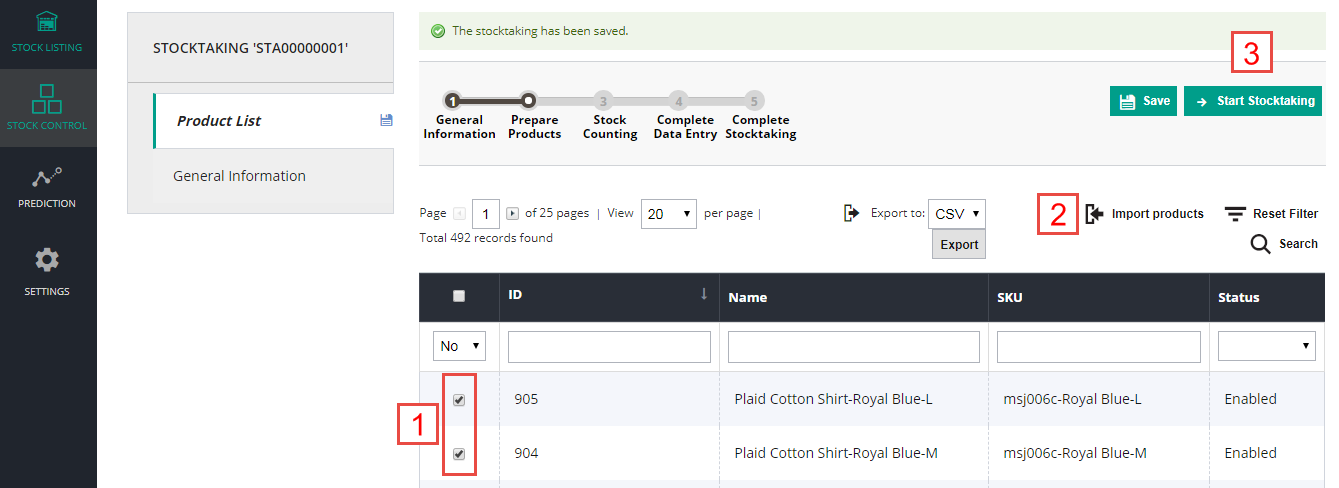 STOCK LISTING
STOCK CONTROL
PREDICTION
SETTINGS
STOCKTAKING 'STA00000001'
Product List
General Information
The stocktaking has been saved.
3
1 3 4 5
General Prepare Stock Complete Complete
Information Products Counting Data Entry Stocktaking
Save Start Stocktaking
Page 1 of 25 pages | View 20 per page |
Total 492 records found
Export to: CSV
Export
2 Import products Reset Filter
Search
ID Name SKU Status
No
905 Plaid Cotton Shirt-Royal Blue-L msj006c-Royal Blue-L Enabled
1
904 Plaid Cotton Shirt-Royal Blue-M msj006c-Royal Blue-M Enabled